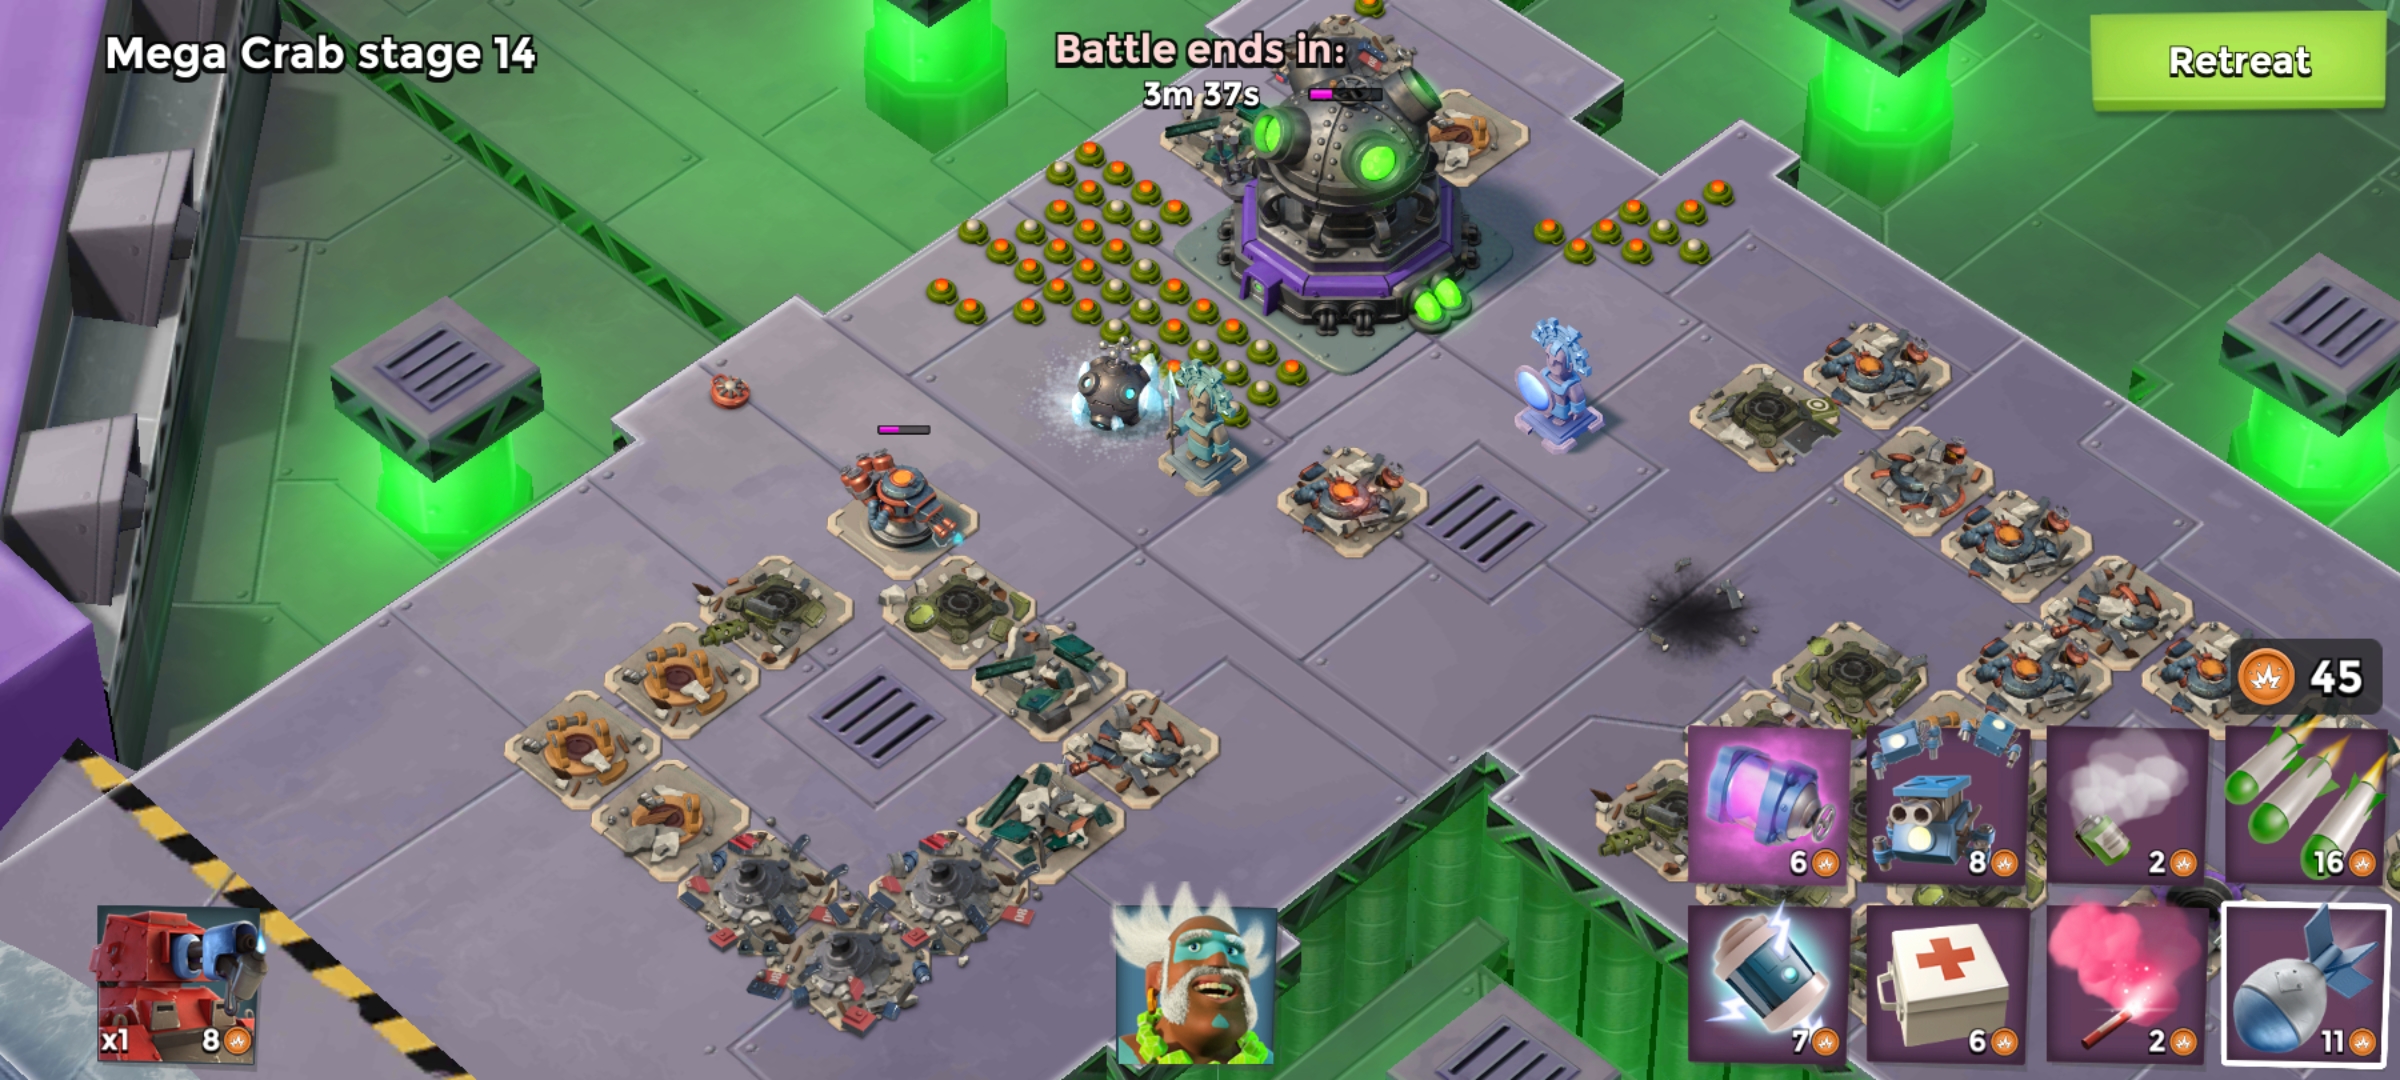 Mega Crab stage 14
Battle ends in:
3m 37s
Retreat
45
6
8
2
16
x1
8
7
6
2
11